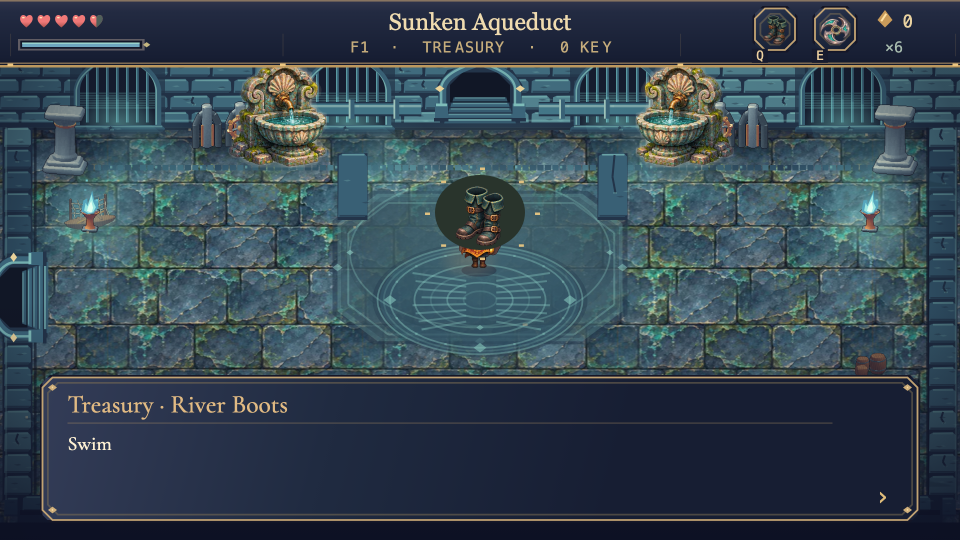 Sunken Aqueduct
F1 · TREASURY · 0 KEY
Q
E
0
×6
Treasury · River Boots
Swim